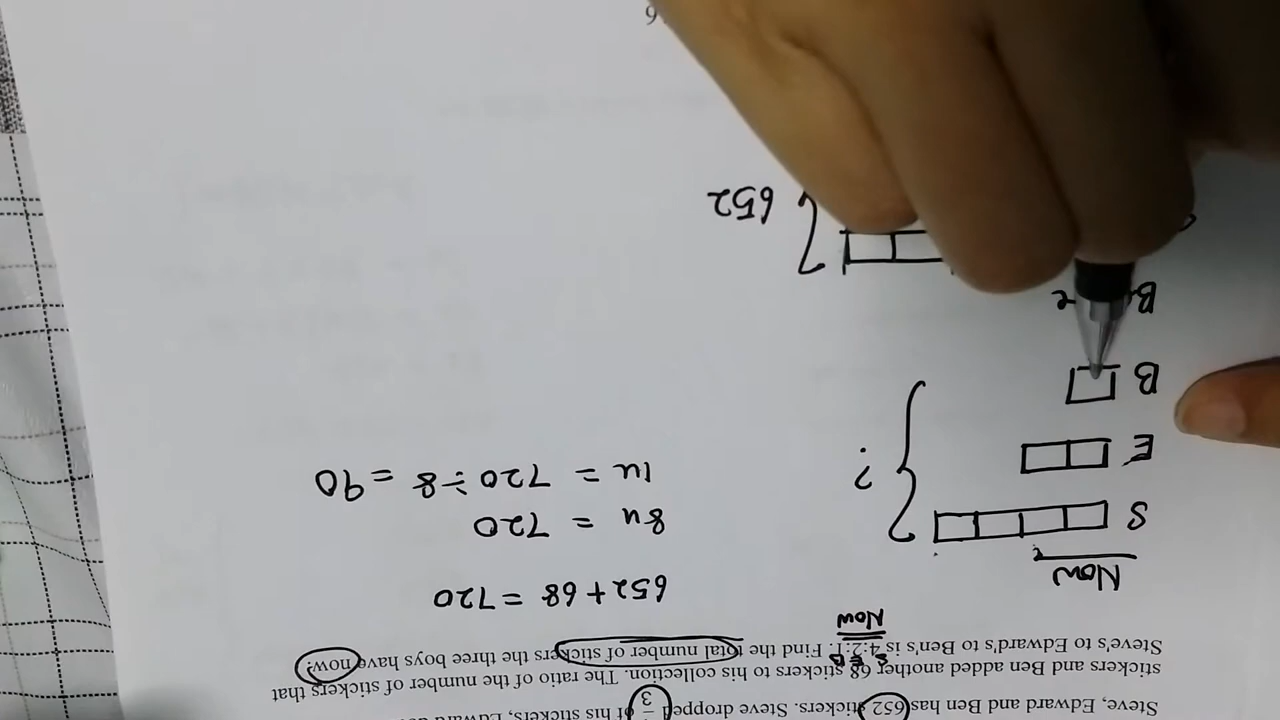 Steve, Edward and Ben has 652 stickers. Steve dropped 1/3 of his stickers, Edward
stickers and Ben added another 68 stickers to his collection. The ratio of the number of stickers that
Steve's to Edward's to Ben's is 4:2:1. Find the total number of stickers the three boys have now?
S E B
Now
652 + 68 = 720
Now
S
8u = 720
E
?
1u = 720 ÷ 8 = 90
B
652
6